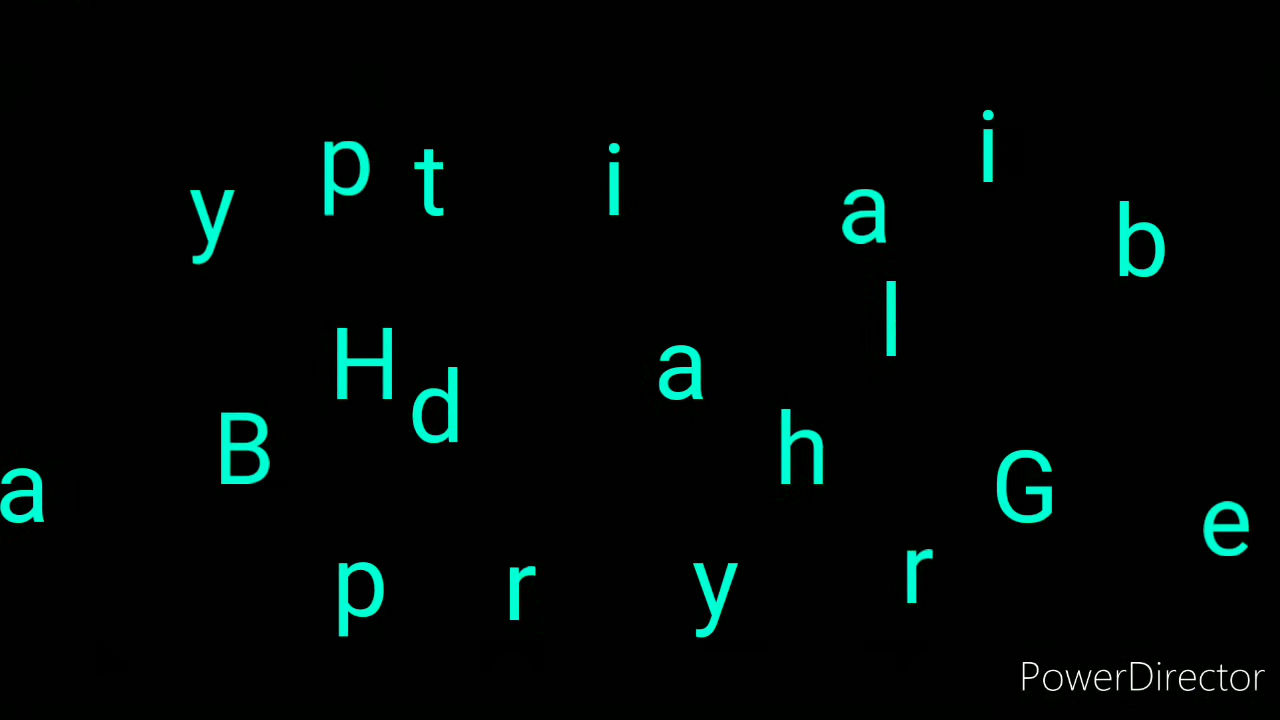 y p t i a i b
H d a l
a B h G e
p r y r
PowerDirector